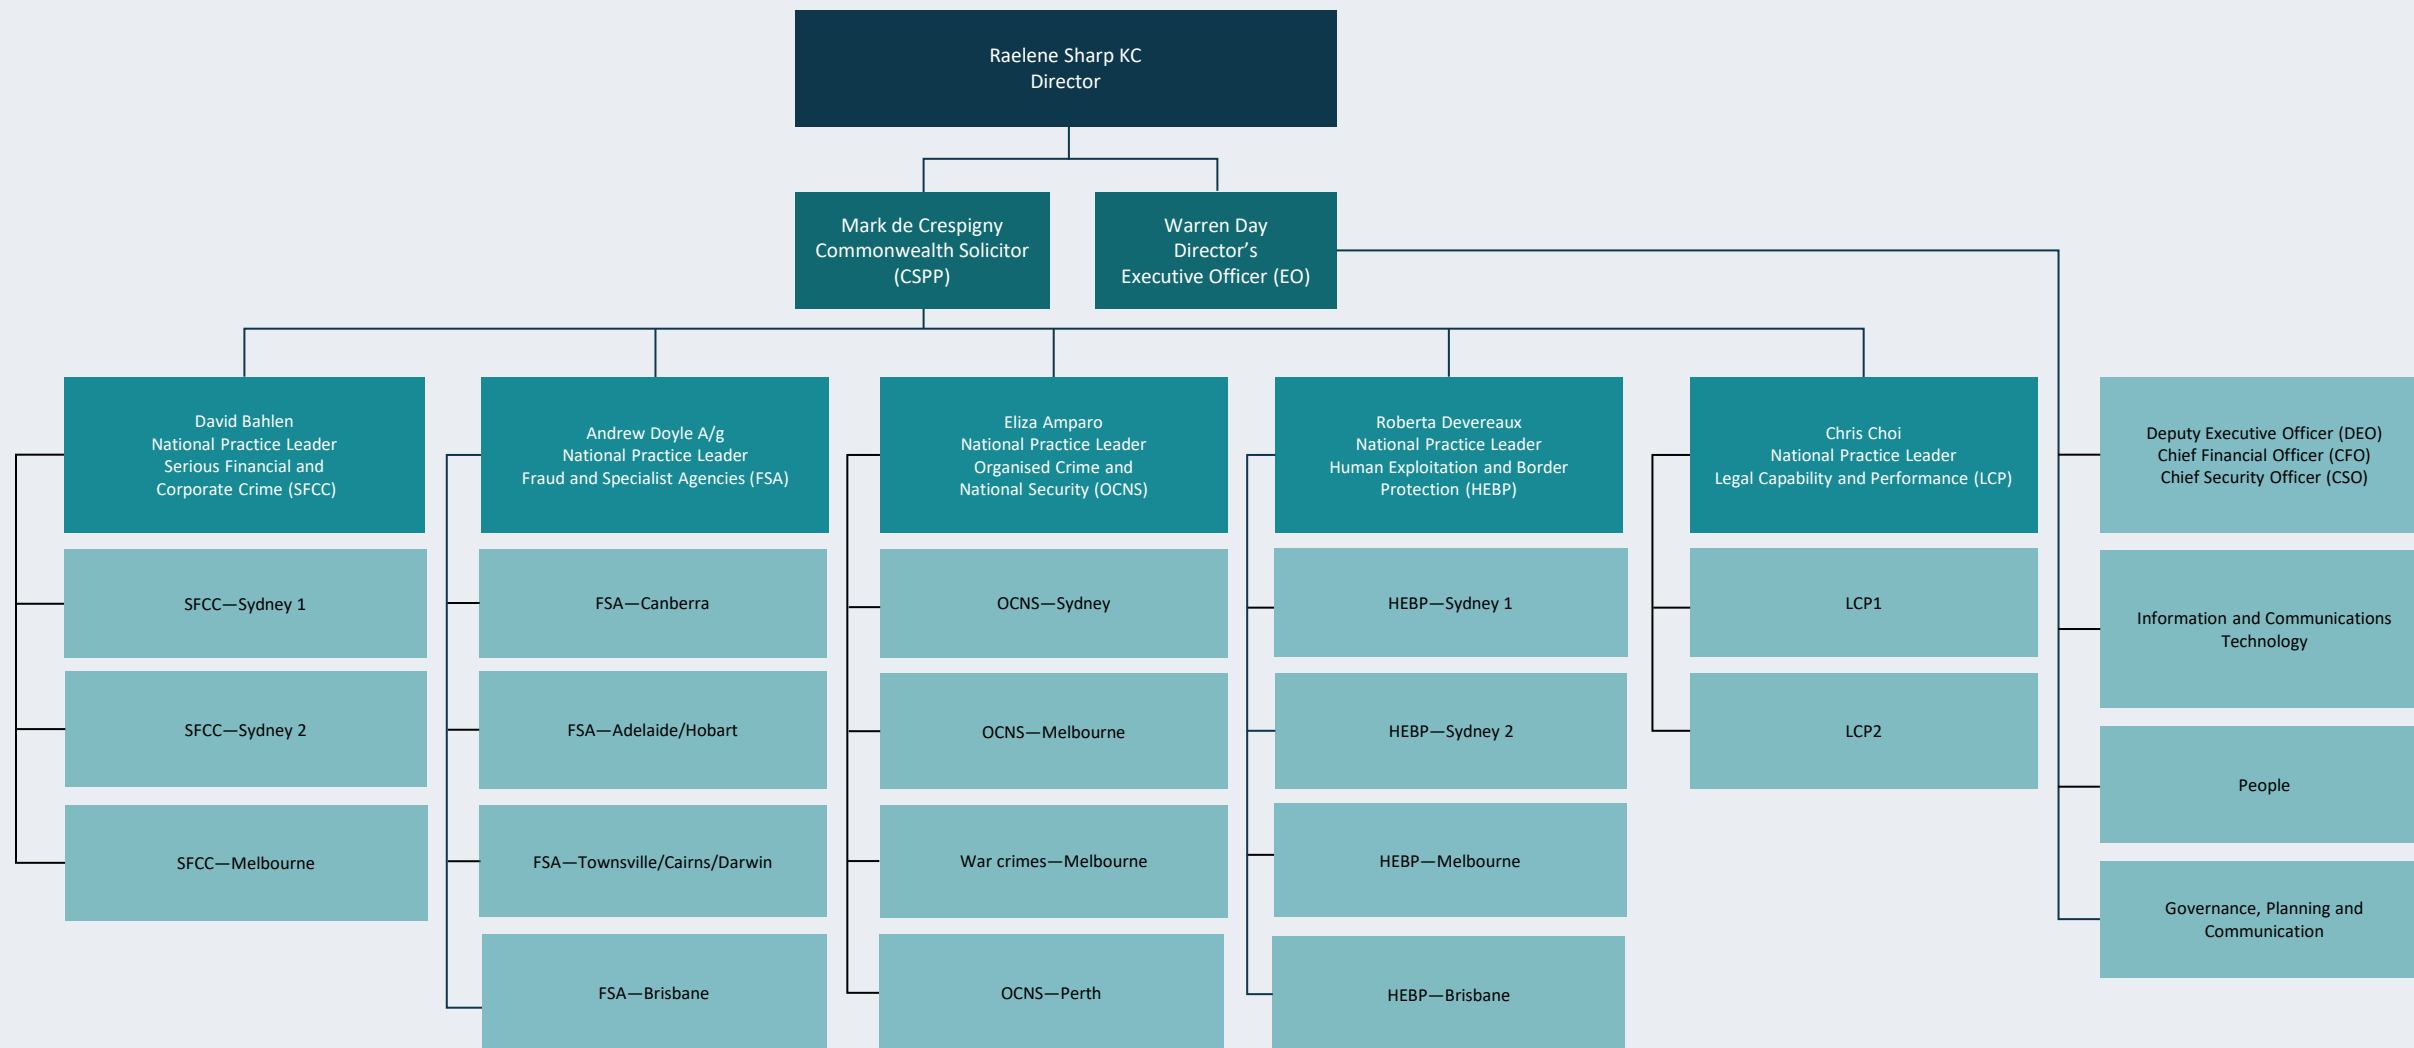 Raelene Sharp KC
Director
Mark de Crespigny
Commonwealth Solicitor
(CSPP)
Warren Day
Director’s
Executive Officer (EO)
David Bahlen
National Practice Leader
Serious Financial and
Corporate Crime (SFCC)
Andrew Doyle A/g
National Practice Leader
Fraud and Specialist Agencies (FSA)
Eliza Amparo
National Practice Leader
Organised Crime and
National Security (OCNS)
Roberta Devereaux
National Practice Leader
Human Exploitation and Border
Protection (HEBP)
Chris Choi
National Practice Leader
Legal Capability and Performance (LCP)
Deputy Executive Officer (DEO)
Chief Financial Officer (CFO)
Chief Security Officer (CSO)
SFCC—Sydney 1
FSA—Canberra
OCNS—Sydney
HEBP—Sydney 1
LCP1
Information and Communications
Technology
SFCC—Sydney 2
FSA—Adelaide/Hobart
OCNS—Melbourne
HEBP—Sydney 2
LCP2
People
SFCC—Melbourne
FSA—Townsville/Cairns/Darwin
War crimes—Melbourne
HEBP—Melbourne
Governance, Planning and
Communication
FSA—Brisbane
OCNS—Perth
HEBP—Brisbane